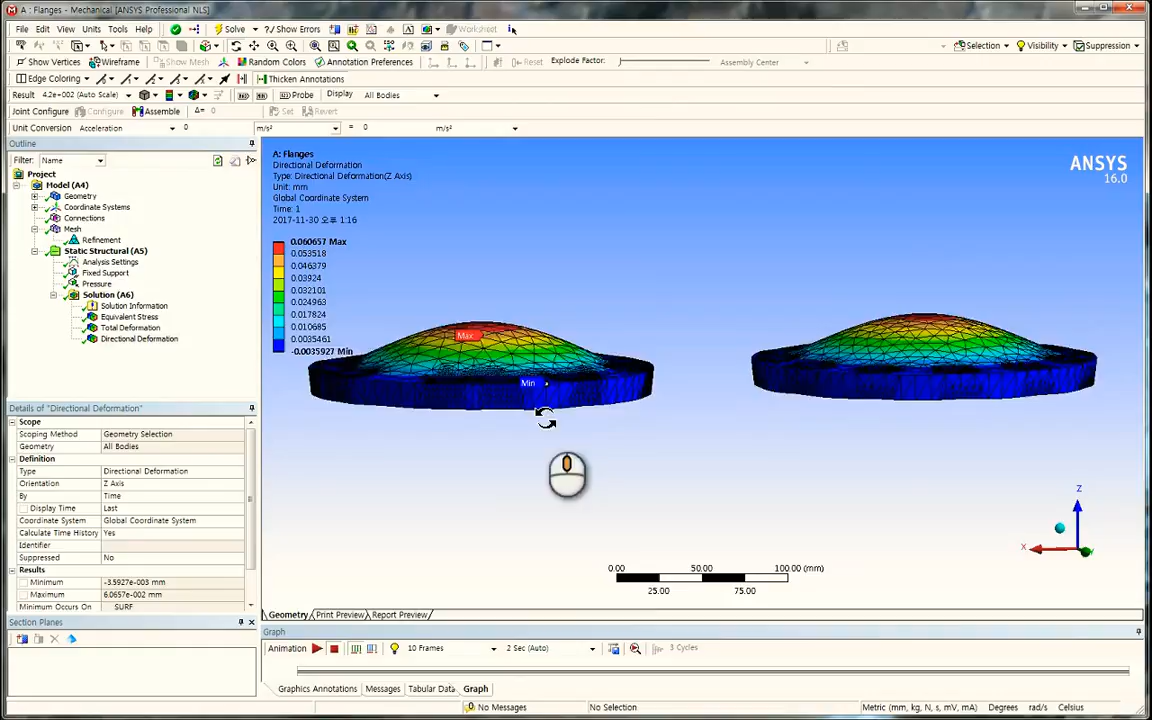 A : Flanges - Mechanical [ANSYS Professional NLS]
File Edit View Units Tools Help Solve Show Errors Worksheet
Selection Visibility Suppression
Show Vertices Wireframe Show Mesh Random Colors Annotation Preferences Reset Explode Factor: Assembly Center
Edge Coloring Thicken Annotations
Result 4.2e+002 (Auto Scale) Probe Display All Bodies
Joint Configure Configure Assemble Δ= 0 Set Revert
Unit Conversion Acceleration 0 m/s² = 0 m/s²
Outline
Filter: Name
Project
Model (A4)
Geometry
Coordinate Systems
Connections
Mesh
Refinement
Static Structural (A5)
Analysis Settings
Fixed Support
Pressure
Solution (A6)
Solution Information
Equivalent Stress
Total Deformation
Directional Deformation
Details of "Directional Deformation"
Scope
Scoping Method Geometry Selection
Geometry All Bodies
Definition
Type Directional Deformation
Orientation Z Axis
By Time
Display Time Last
Coordinate System Global Coordinate System
Calculate Time History Yes
Identifier
Suppressed No
Results
Minimum -3.5927e-003 mm
Maximum 6.0657e-002 mm
Minimum Occurs On SURF
Section Planes
A: Flanges
Directional Deformation
Type: Directional Deformation(Z Axis)
Unit: mm
Global Coordinate System
Time: 1
2017-11-30 오후 1:16
0.060657 Max
0.053518
0.046379
0.03924
0.032101
0.024963
0.017824
0.010685
0.0035461
-0.0035927 Min
Max
Min
ANSYS
16.0
Z
X
0.00 50.00 100.00 (mm)
25.00 75.00
Geometry Print Preview Report Preview
Graph
Animation 10 Frames 2 Sec (Auto) 3 Cycles
Graphics Annotations Messages Tabular Data Graph
0 No Messages No Selection Metric (mm, kg, N, s, mV, mA) Degrees rad/s Celsius